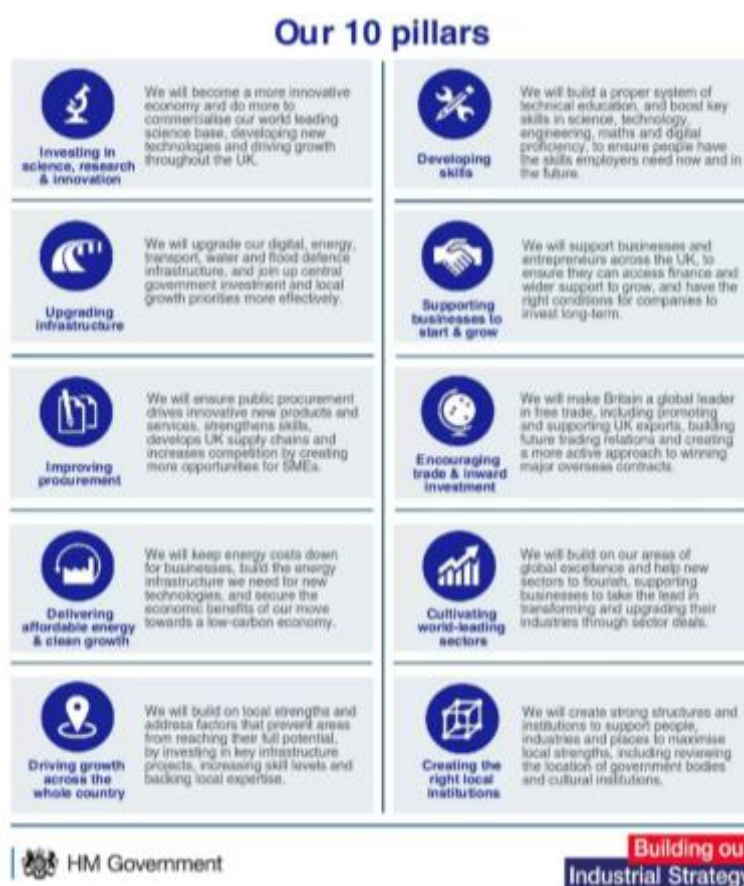 Our 10 pillars
Investing in
science, research
& innovation
We will become a more innovative
economy and do more to
commercialise our world leading
science base, developing new
technologies and driving growth
throughout the UK.
Developing
skills
We will build a proper system of
technical education, and boost key
skills in science, technology,
engineering, maths and digital
proficiency, to ensure people have
the skills employers need now and in
the future.
Upgrading
infrastructure
We will upgrade our digital, energy,
transport, water and flood defence
infrastructure, and join up central
government investment and local
growth priorities more effectively.
Supporting
businesses to
start & grow
We will support businesses and
entrepreneurs across the UK, to
ensure they can access finance and
wider support to grow, and have the
right conditions for companies to
invest long-term.
Improving
procurement
We will ensure public procurement
drives innovative new products and
services, strengthens skills,
develops UK supply chains and
increases competition by creating
more opportunities for SMEs.
Encouraging
trade & inward
investment
We will make Britain a global leader
in free trade, including promoting
and supporting UK exports, building
future trading relations and creating
a more active approach to winning
major overseas contracts.
Delivering
affordable energy
& clean growth
We will keep energy costs down
for businesses, build the energy
infrastructure we need for new
technologies, and secure the
economic benefits of our move
towards a low-carbon economy.
Cultivating
world-leading
sectors
We will build on our areas of
global excellence and help new
sectors to flourish, supporting
businesses to take the lead in
transforming and upgrading their
industries through sector deals.
Driving growth
across the
whole country
We will build on local strengths and
address factors that prevent areas
from reaching their full potential,
by investing in key infrastructure
projects, increasing skill levels and
backing local expertise.
Creating the
right local
institutions
We will create strong structures and
institutions to support people,
industries and places to maximise
local strengths, including reviewing
the location of government bodies
and cultural institutions.
HM Government
Building ou
Industrial Strategy